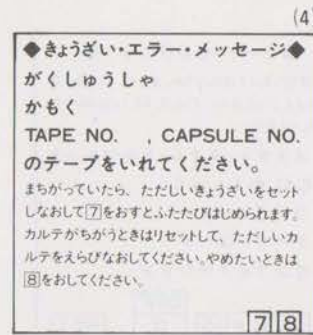 (4)
◆きょうざい・エラー・メッセージ◆
がくしゅうしゃ
かもく
TAPE NO. , CAPSULE NO.
のテープをいれてください。
まちがっていたら、ただしいきょうざいをセット
しなおして7をおすとふたたびはじめられます。
カルテがちがうときはリセットして、ただしいカ
ルテをえらびなおしてください。やめたいときは
8をおしてください。
7 8